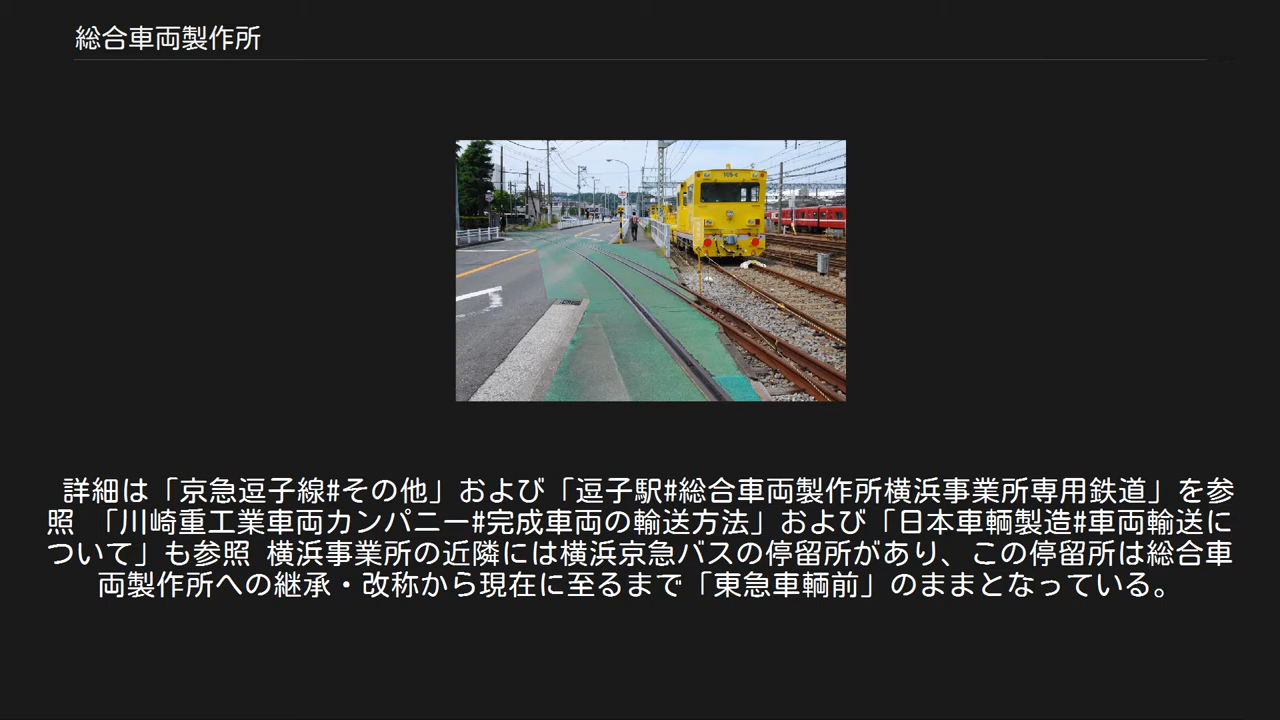 総合車両製作所
詳細は「京急逗子線#その他」および「逗子駅#総合車両製作所横浜事業所専用鉄道」を参
照 「川崎重工業車両カンパニー#完成車両の輸送方法」および「日本車輌製造#車両輸送に
ついて」も参照 横浜事業所の近隣には横浜京急バスの停留所があり、この停留所は総合車
両製作所への継承・改称から現在に至るまで「東急車輌前」のままとなっている。